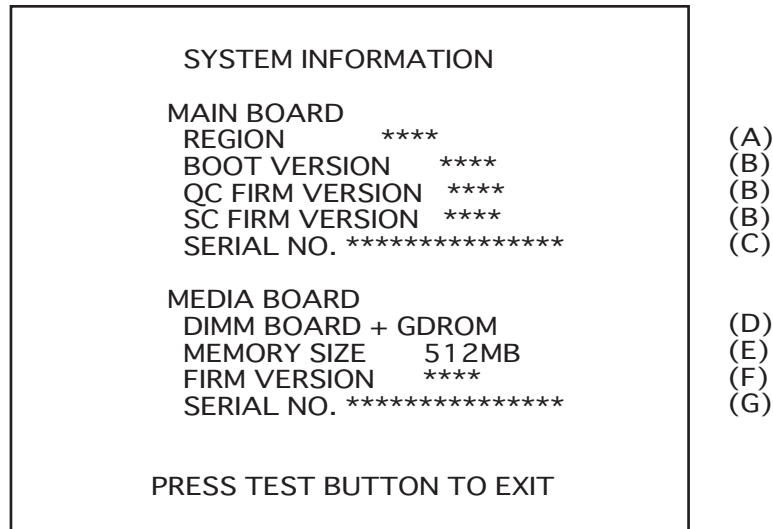 SYSTEM INFORMATION
MAIN BOARD
REGION **** (A)
BOOT VERSION **** (B)
QC FIRM VERSION **** (B)
SC FIRM VERSION **** (B)
SERIAL NO. *************** (C)
MEDIA BOARD
DIMM BOARD + GDROM (D)
MEMORY SIZE 512MB (E)
FIRM VERSION **** (F)
SERIAL NO. *************** (G)
PRESS TEST BUTTON TO EXIT